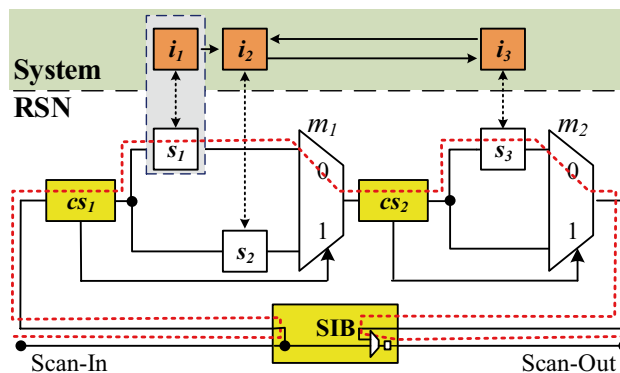 i1 i2 i3
System
RSN
m1 m2
s1 s3
0 0
cs1 cs2
1 1
s2
SIB
Scan-In Scan-Out